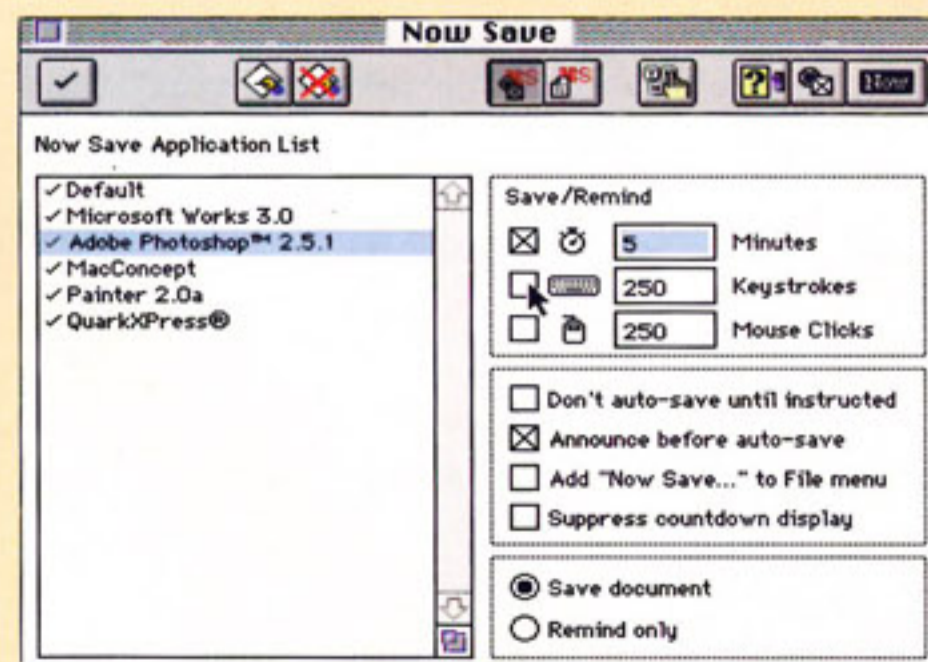 Now Save
Now Save Application List
✓ Default
✓ Microsoft Works 3.0
✓ Adobe Photoshop™ 2.5.1
✓ MacConcept
✓ Painter 2.0a
✓ QuarkXPress®
Save/Remind
5 Minutes
250 Keystrokes
250 Mouse Clicks
Don't auto-save until instructed
Announce before auto-save
Add "Now Save..." to File menu
Suppress countdown display
Save document
Remind only